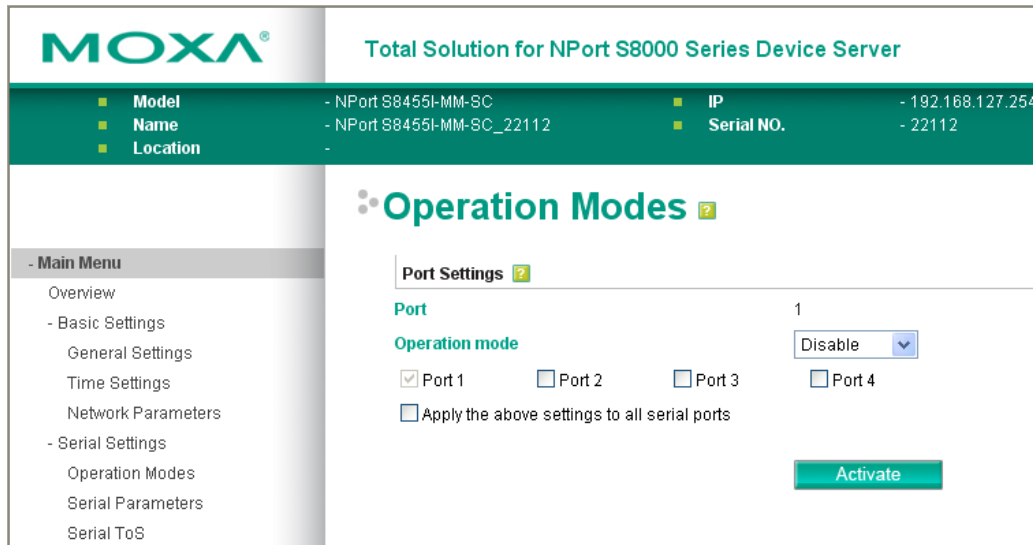 MOXA®
Total Solution for NPort S8000 Series Device Server
Model - NPort S8455I-MM-SC IP - 192.168.127.254
Name - NPort S8455I-MM-SC_22112 Serial NO. - 22112
Location -
Operation Modes ?
- Main Menu
Overview
- Basic Settings
General Settings
Time Settings
Network Parameters
- Serial Settings
Operation Modes
Serial Parameters
Serial ToS
Port Settings ?
Port 1
Operation mode Disable
Port 1 Port 2 Port 3 Port 4
Apply the above settings to all serial ports
Activate